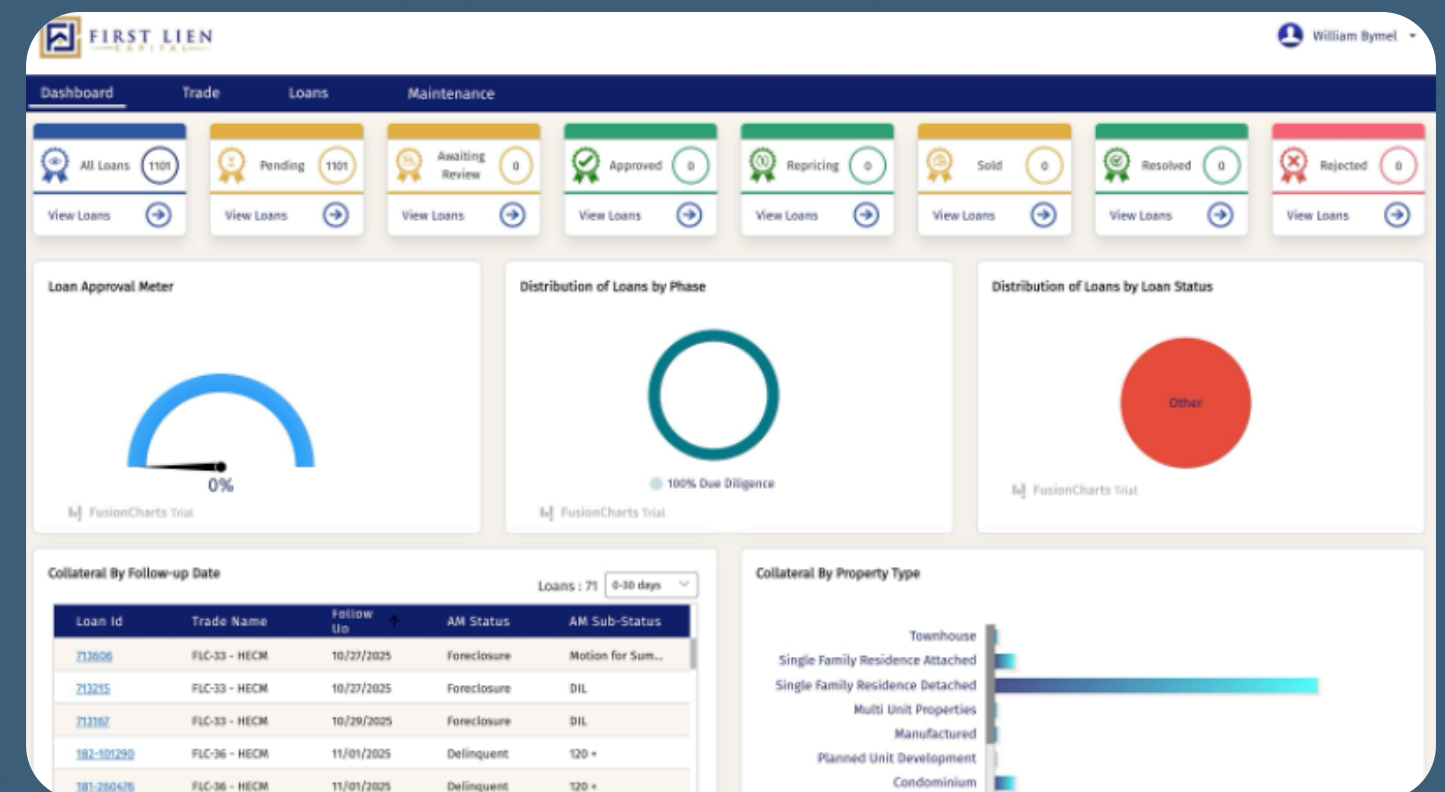 FIRST LIEN
CAPITAL
William Bymel
Dashboard Trade Loans Maintenance
All Loans 1101
View Loans
Pending 1101
View Loans
Awaiting
Review 0
View Loans
Approved 0
View Loans
Repricing 0
View Loans
Sold 0
View Loans
Resolved 0
View Loans
Rejected 0
View Loans
Loan Approval Meter
0%
FusionCharts Trial
Distribution of Loans by Phase
100% Due Diligence
FusionCharts Trial
Distribution of Loans by Loan Status
Other
FusionCharts Trial
Collateral By Follow-up Date
Loans : 71 0-30 days
Loan Id Trade Name Follow Up AM Status AM Sub-Status
713606 FLC-33 - HECM 10/27/2025 Foreclosure Motion for Sum...
713215 FLC-33 - HECM 10/27/2025 Foreclosure DIL
713167 FLC-33 - HECM 10/29/2025 Foreclosure DIL
182-101290 FLC-36 - HECM 11/01/2025 Delinquent 120 +
181-260476 FLC-36 - HECM 11/01/2025 Delinquent 120 +
Collateral By Property Type
Townhouse
Single Family Residence Attached
Single Family Residence Detached
Multi Unit Properties
Manufactured
Planned Unit Development
Condominium